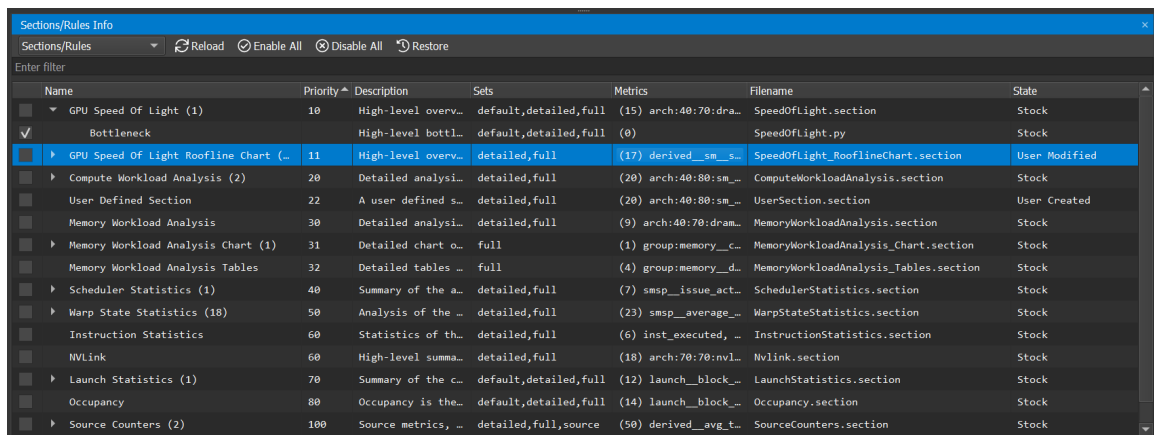 Sections/Rules Info
Sections/Rules Reload Enable All Disable All Restore
Enter filter
Name Priority Description Sets Metrics Filename State
GPU Speed Of Light (1) 10 High-level overv… default,detailed,full (15) arch:40:70:dra… SpeedOfLight.section Stock
Bottleneck High-level bottl… default,detailed,full (0) SpeedOfLight.py Stock
GPU Speed Of Light Roofline Chart (… 11 High-level overv… detailed,full (17) derived__sm__s… SpeedOfLight_RooflineChart.section User Modified
Compute Workload Analysis (2) 20 Detailed analysi… detailed,full (20) arch:40:80:sm_… ComputeWorkloadAnalysis.section Stock
User Defined Section 22 A user defined s… detailed,full (20) arch:40:80:sm_… UserSection.section User Created
Memory Workload Analysis 30 Detailed analysi… detailed,full (9) arch:40:70:dram… MemoryWorkloadAnalysis.section Stock
Memory Workload Analysis Chart (1) 31 Detailed chart o… full (1) group:memory__c… MemoryWorkloadAnalysis_Chart.section Stock
Memory Workload Analysis Tables 32 Detailed tables … full (4) group:memory__d… MemoryWorkloadAnalysis_Tables.section Stock
Scheduler Statistics (1) 40 Summary of the a… detailed,full (7) smsp__issue_act… SchedulerStatistics.section Stock
Warp State Statistics (18) 50 Analysis of the … detailed,full (23) smsp__average_… WarpStateStatistics.section Stock
Instruction Statistics 60 Statistics of th… detailed,full (6) inst_executed, … InstructionStatistics.section Stock
NVLink 60 High-level summa… detailed,full (18) arch:70:70:nvl… Nvlink.section Stock
Launch Statistics (1) 70 Summary of the c… default,detailed,full (12) launch__block_… LaunchStatistics.section Stock
Occupancy 80 Occupancy is the… default,detailed,full (14) launch__block_… Occupancy.section Stock
Source Counters (2) 100 Source metrics, … detailed,full,source (50) derived__avg_t… SourceCounters.section Stock